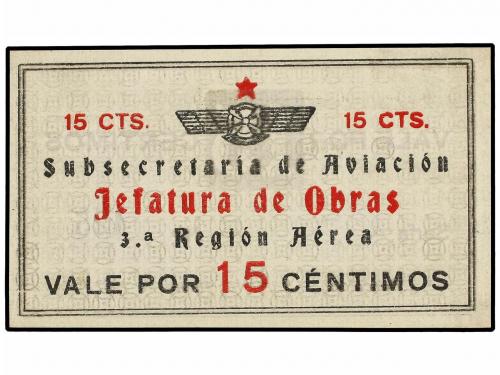 15 CTS. 15 CTS.
Subsecretaría de Aviación
Jefatura de Obras
3.ª Región Aérea
VALE POR 15 CÉNTIMOS